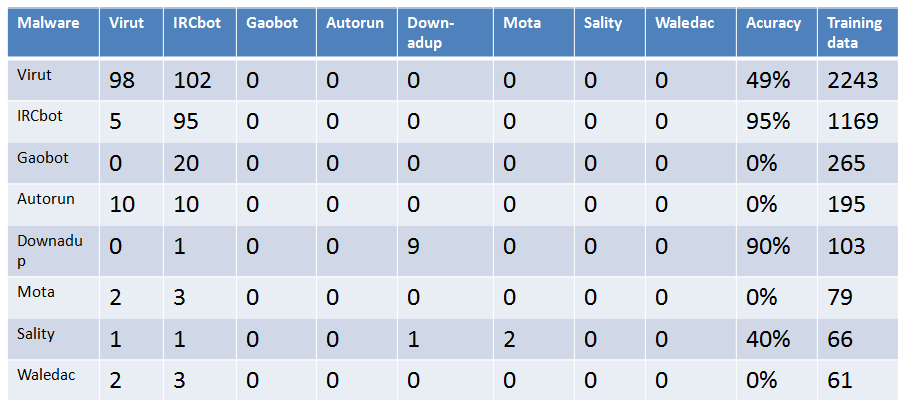 Malware Virut IRCbot Gaobot Autorun Down-adup Mota Sality Waledac Acuracy Training data
Virut 98 102 0 0 0 0 0 0 49% 2243
IRCbot 5 95 0 0 0 0 0 0 95% 1169
Gaobot 0 20 0 0 0 0 0 0 0% 265
Autorun 10 10 0 0 0 0 0 0 0% 195
Downadup 0 1 0 0 9 0 0 0 90% 103
Mota 2 3 0 0 0 0 0 0 0% 79
Sality 1 1 0 0 1 2 0 0 40% 66
Waledac 2 3 0 0 0 0 0 0 0% 61